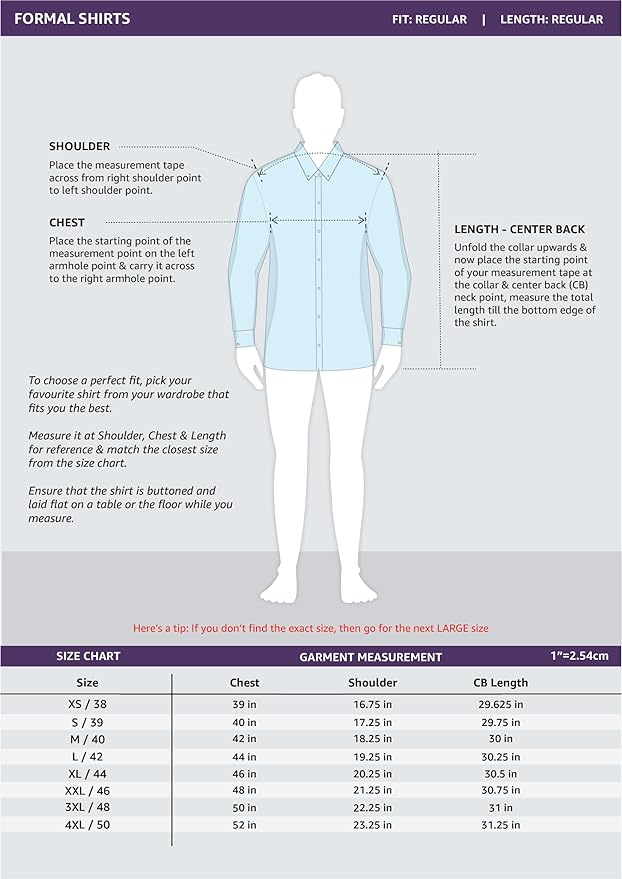 FORMAL SHIRTS
FIT: REGULAR | LENGTH: REGULAR
SHOULDER
Place the measurement tape
across from right shoulder point
to left shoulder point.
CHEST
Place the starting point of the
measurement point on the left
armhole point & carry it across
to the right armhole point.
LENGTH - CENTER BACK
Unfold the collar upwards &
now place the starting point
of your measurement tape at
the collar & center back (CB)
neck point, measure the total
length till the bottom edge of
the shirt.
To choose a perfect fit, pick your
favourite shirt from your wardrobe that
fits you the best.
Measure it at Shoulder, Chest & Length
for reference & match the closest size
from the size chart.
Ensure that the shirt is buttoned and
laid flat on a table or the floor while you
measure.
Here's a tip: If you don't find the exact size, then go for the next LARGE size
SIZE CHART GARMENT MEASUREMENT 1"=2.54cm
Size Chest Shoulder CB Length
XS / 38 39 in 16.75 in 29.625 in
S / 39 40 in 17.25 in 29.75 in
M / 40 42 in 18.25 in 30 in
L / 42 44 in 19.25 in 30.25 in
XL / 44 46 in 20.25 in 30.5 in
XXL / 46 48 in 21.25 in 30.75 in
3XL / 48 50 in 22.25 in 31 in
4XL / 50 52 in 23.25 in 31.25 in